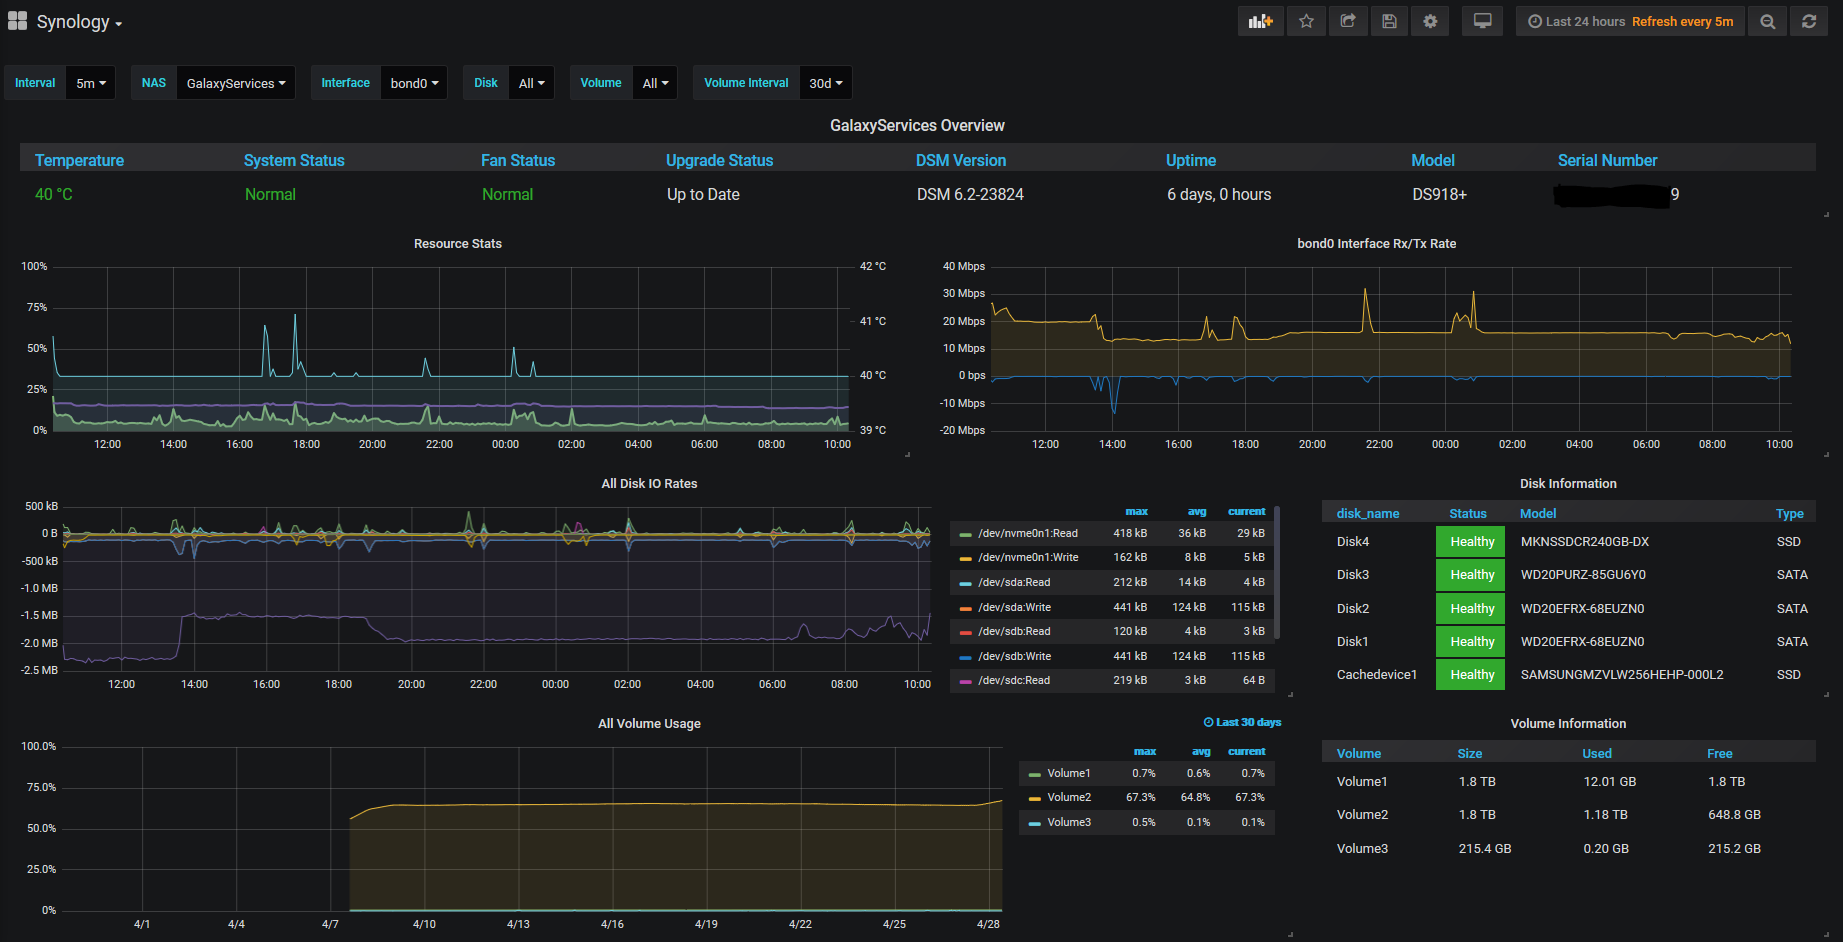 Synology
Last 24 hours Refresh every 5m
Interval 5m NAS GalaxyServices Interface bond0 Disk All Volume All Volume Interval 30d
GalaxyServices Overview
Temperature System Status Fan Status Upgrade Status DSM Version Uptime Model Serial Number
40 °C Normal Normal Up to Date DSM 6.2-23824 6 days, 0 hours DS918+ 9
Resource Stats
100% 42 °C
75%
41 °C
50%
40 °C
25%
0% 39 °C
12:00 14:00 16:00 18:00 20:00 22:00 00:00 02:00 04:00 06:00 08:00 10:00
bond0 Interface Rx/Tx Rate
40 Mbps
30 Mbps
20 Mbps
10 Mbps
0 bps
-10 Mbps
-20 Mbps
12:00 14:00 16:00 18:00 20:00 22:00 00:00 02:00 04:00 06:00 08:00 10:00
All Disk IO Rates
500 kB
0 B
-500 kB
-1.0 MB
-1.5 MB
-2.0 MB
-2.5 MB
12:00 14:00 16:00 18:00 20:00 22:00 00:00 02:00 04:00 06:00 08:00 10:00
max avg current
/dev/nvme0n1:Read 418 kB 36 kB 29 kB
/dev/nvme0n1:Write 162 kB 8 kB 5 kB
/dev/sda:Read 212 kB 14 kB 4 kB
/dev/sda:Write 441 kB 124 kB 115 kB
/dev/sdb:Read 120 kB 4 kB 3 kB
/dev/sdb:Write 441 kB 124 kB 115 kB
/dev/sdc:Read 219 kB 3 kB 64 B
Disk Information
disk_name Status Model Type
Disk4 Healthy MKNSSDCR240GB-DX SSD
Disk3 Healthy WD20PURZ-85GU6Y0 SATA
Disk2 Healthy WD20EFRX-68EUZN0 SATA
Disk1 Healthy WD20EFRX-68EUZN0 SATA
Cachedevice1 Healthy SAMSUNGMZVLW256HEHP-000L2 SSD
All Volume Usage
Last 30 days
100.0%
75.0%
50.0%
25.0%
0%
4/1 4/4 4/7 4/10 4/13 4/16 4/19 4/22 4/25 4/28
max avg current
Volume1 0.7% 0.6% 0.7%
Volume2 67.3% 64.8% 67.3%
Volume3 0.5% 0.1% 0.1%
Volume Information
Volume Size Used Free
Volume1 1.8 TB 12.01 GB 1.8 TB
Volume2 1.8 TB 1.18 TB 648.8 GB
Volume3 215.4 GB 0.20 GB 215.2 GB